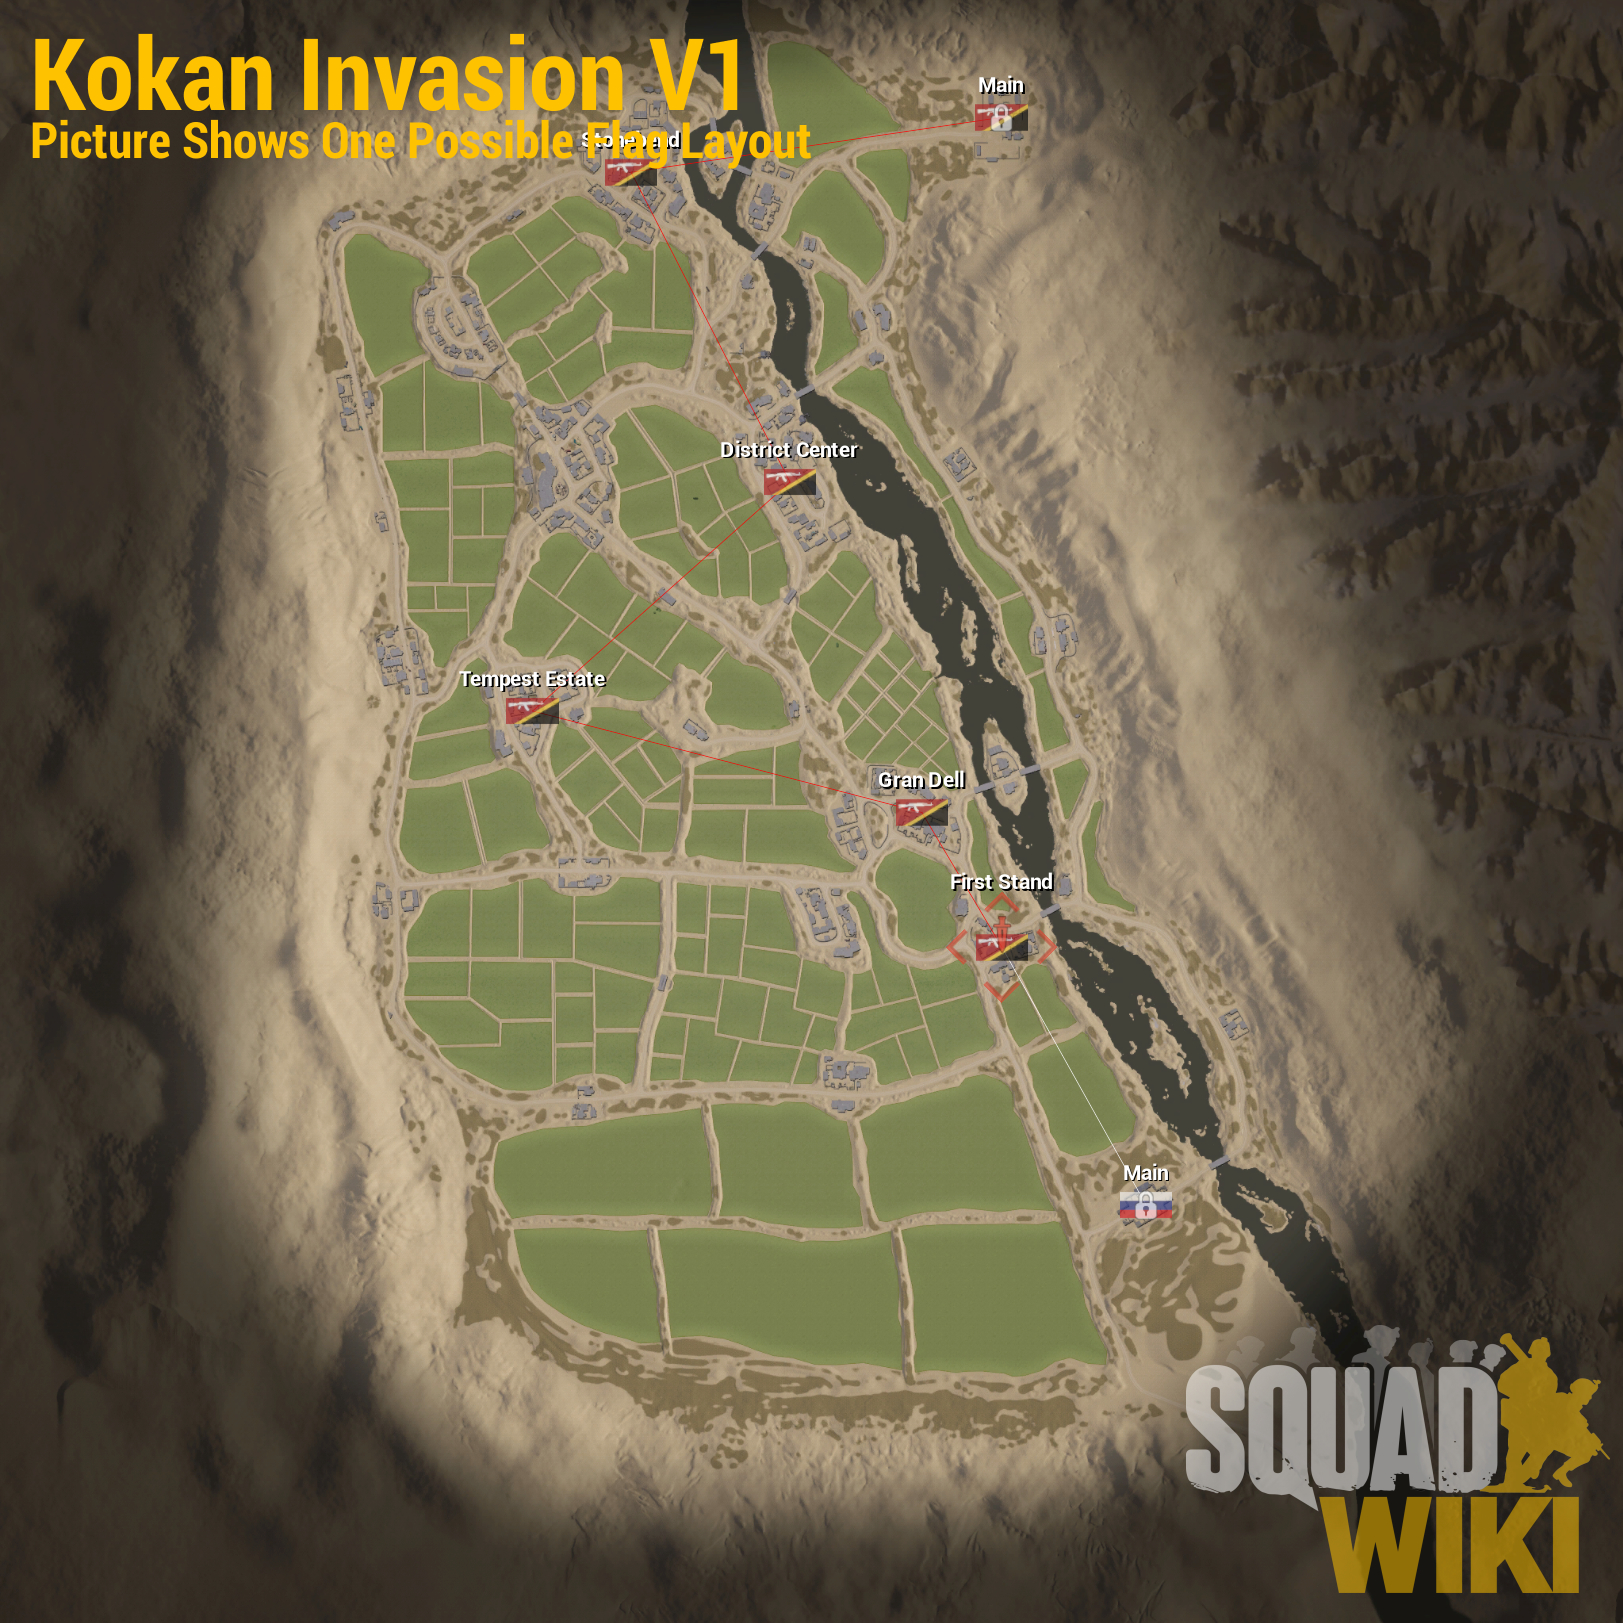 Kokan Invasion V1
Picture Shows One Possible Flag Layout
Main
Stonebend
District Center
Tempest Estate
Gran Dell
First Stand
Main
SQUAD
WIKI